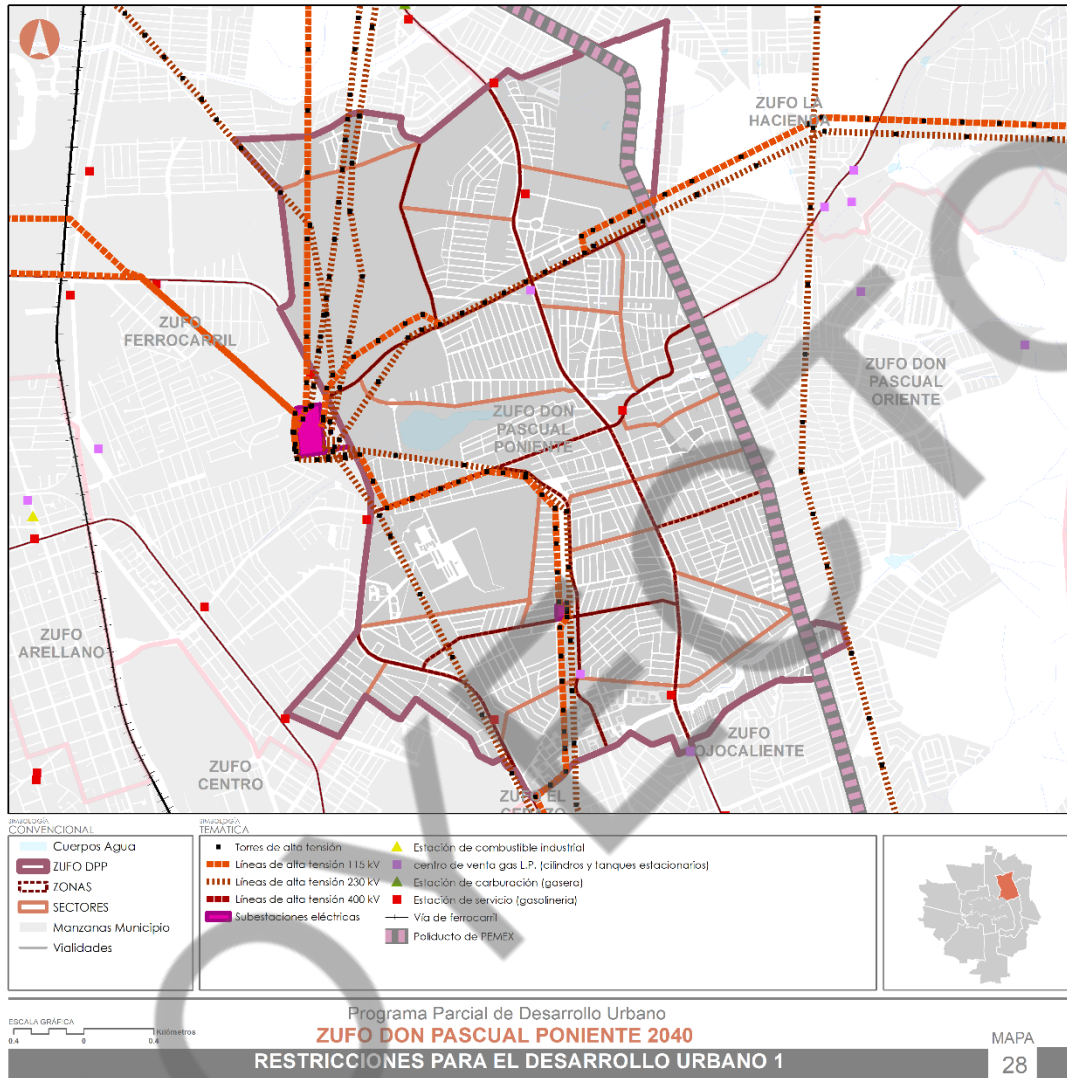 ZUFO LA
HACIENDA
ZUFO
FERROCARRIL
ZUFO DON
PASCUAL
ORIENTE
ZUFO DON
PASCUAL
PONIENTE
ZUFO
ARELLANO
ZUFO
CENTRO
ZUFO
OJOCALIENTE
ZUFO EL
CEREZO
SIMBOLOGÍA
CONVENCIONAL
Cuerpos Agua
ZUFO DPP
ZONAS
SECTORES
Manzanas Municipio
Vialidades
SIMBOLOGÍA
TEMÁTICA
Torres de alta tensión
Líneas de alta tensión 115 kV
Líneas de alta tensión 230 kV
Líneas de alta tensión 400 kV
Subestaciones eléctricas
Estación de combustible industrial
centro de venta gas L.P. (cilindros y tanques estacionarios)
Estación de carburación (gasera)
Estación de servicio (gasolinería)
Vía de ferrocarril
Poliducto de PEMEX
PROYECTO
ESCALA GRÁFICA
Kilómetros
0.4 0 0.4
Programa Parcial de Desarrollo Urbano
ZUFO DON PASCUAL PONIENTE 2040
RESTRICCIONES PARA EL DESARROLLO URBANO 1
MAPA
28